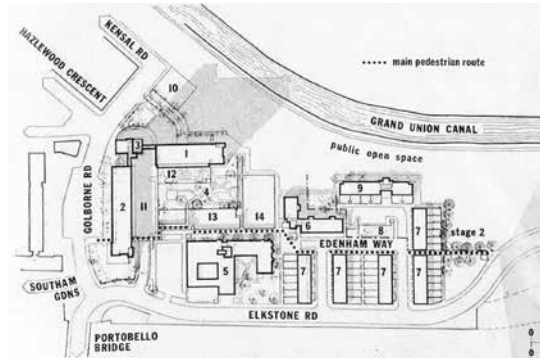 KENSAL RD
HAZLEWOOD CRESCENT
10
main pedestrian route
GRAND UNION CANAL
public open space
3
1
GOLBORNE RD
12
2
11
4
9
13
14
6
8
7
stage 2
EDENHAM WAY
5
7
7
7
7
SOUTHAM
GDNS
ELKSTONE RD
PORTOBELLO
BRIDGE
0
0